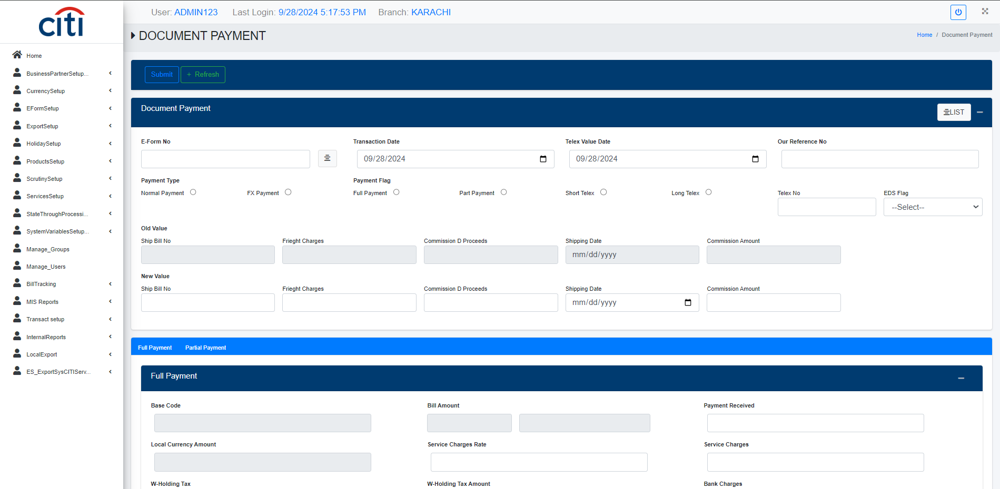 citi
User: ADMIN123 Last Login: 9/28/2024 5:17:53 PM Branch: KARACHI
DOCUMENT PAYMENT
Home / Document Payment
Home
BusinessPartnerSetup...
CurrencySetup
EFormSetup
ExportSetup
HolidaySetup
ProductsSetup
ScrutinySetup
ServicesSetup
StateThroughProcessi...
SystemVariablesSetup...
Manage_Groups
Manage_Users
BillTracking
MIS Reports
Transact setup
InternalReports
LocalExport
ES_ExportSysCITIServ...
Submit + Refresh
Document Payment LIST
E-Form No Transaction Date Telex Value Date Our Reference No
09/28/2024 09/28/2024
Payment Type Payment Flag
Normal Payment FX Payment Full Payment Part Payment Short Telex Long Telex Telex No EDS Flag
--Select--
Old Value
Ship Bill No Frieght Charges Commission D Proceeds Shipping Date Commission Amount
mm/dd/yyyy
New Value
Ship Bill No Frieght Charges Commission D Proceeds Shipping Date Commission Amount
mm/dd/yyyy
Full Payment Partial Payment
Full Payment
Base Code Bill Amount Payment Received
Local Currency Amount Service Charges Rate Service Charges
W-Holding Tax W-Holding Tax Amount Bank Charges